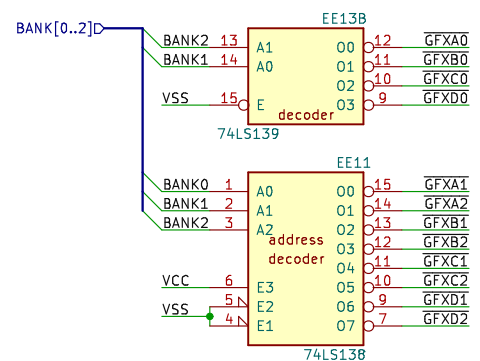 EE13B
BANK[0..2]
BANK2 13 A1 O0 12 GFXA0
BANK1 14 A0 O1 11 GFXB0
O2 10 GFXC0
VSS 15 E O3 9 GFXD0
decoder
74LS139
EE11
BANK0 1 A0 O0 15 GFXA1
BANK1 2 A1 O1 14 GFXA2
BANK2 3 A2 O2 13 GFXB1
address O3 12 GFXB2
decoder O4 11 GFXC1
VCC 6 E3 O5 10 GFXC2
5 E2 O6 9 GFXD1
VSS 4 E1 O7 7 GFXD2
74LS138